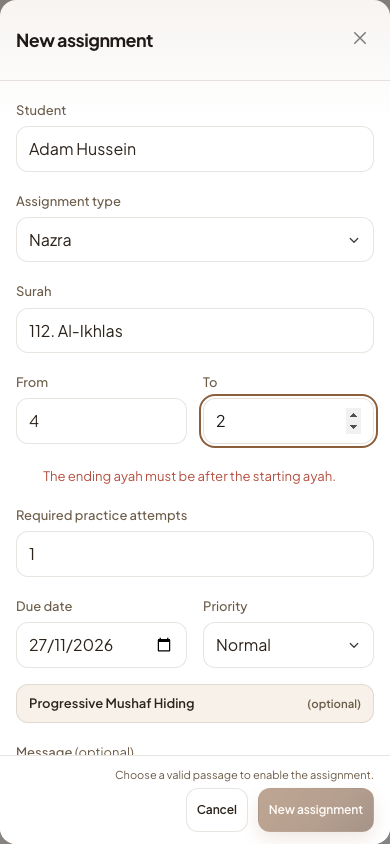 New assignment
Student
Adam Hussein
Assignment type
Nazra
Surah
112. Al-Ikhlas
From To
4 2
The ending ayah must be after the starting ayah.
Required practice attempts
1
Due date Priority
27/11/2026 Normal
Progressive Mushaf Hiding (optional)
Message (optional)
Choose a valid passage to enable the assignment.
Cancel New assignment